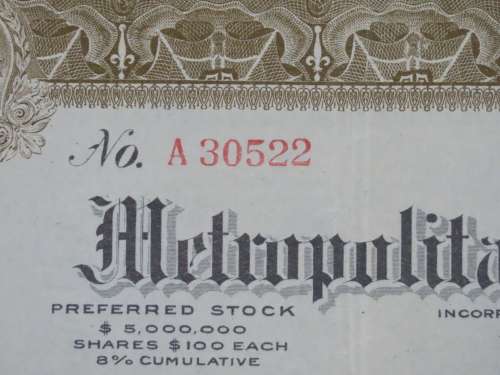 No. A 30522
Metropolita
PREFERRED STOCK INCORP
$ 5,000,000
SHARES $100 EACH
8% CUMULATIVE